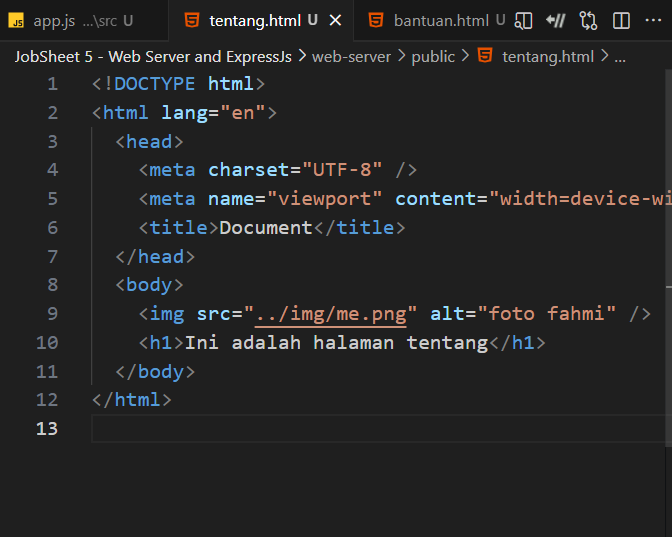 JS app.js ...\src U tentang.html U × bantuan.html U ...
JobSheet 5 - Web Server and ExpressJs > web-server > public > tentang.html > ...
1 <!DOCTYPE html>
2 <html lang="en">
3 <head>
4 <meta charset="UTF-8" />
5 <meta name="viewport" content="width=device-wi
6 <title>Document</title>
7 </head>
8 <body>
9 <img src="../img/me.png" alt="foto fahmi" />
10 <h1>Ini adalah halaman tentang</h1>
11 </body>
12 </html>
13